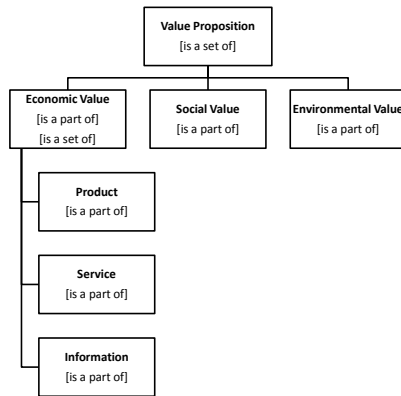 Value Proposition
[is a set of]
Economic Value
[is a part of]
[is a set of]
Social Value
[is a part of]
Environmental Value
[is a part of]
Product
[is a part of]
Service
[is a part of]
Information
[is a part of]